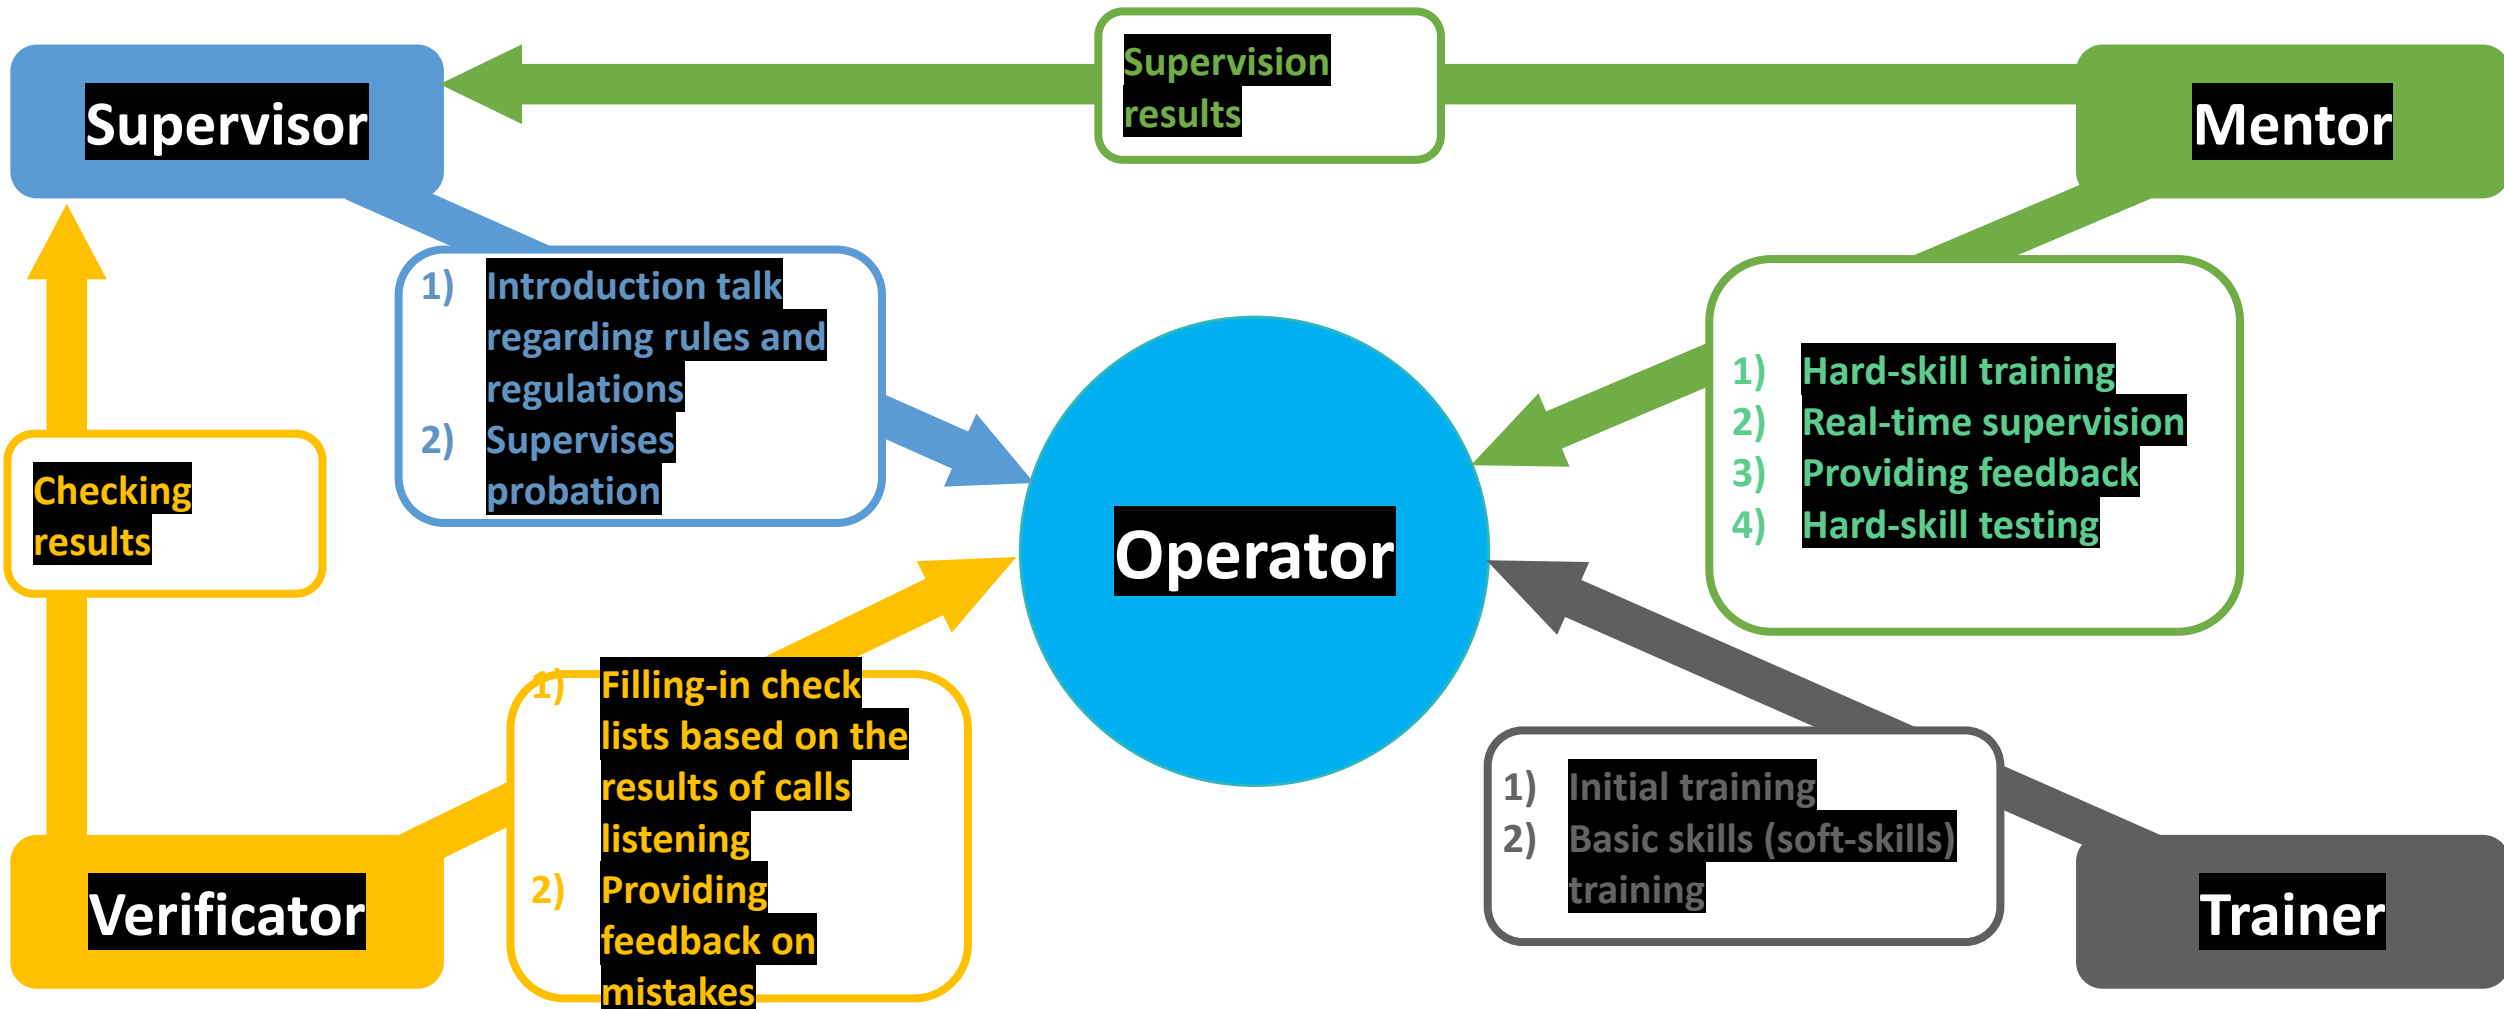 Supervisor
Supervision
results
Mentor
1) Introduction talk
regarding rules and
regulations
2) Supervises
probation
1) Hard-skill training
2) Real-time supervision
3) Providing feedback
4) Hard-skill testing
Checking
results
Operator
1) Filling-in check
lists based on the
results of calls
listening
2) Providing
feedback on
mistakes
1) Initial training
2) Basic skills (soft-skills)
training
Verificator
Trainer